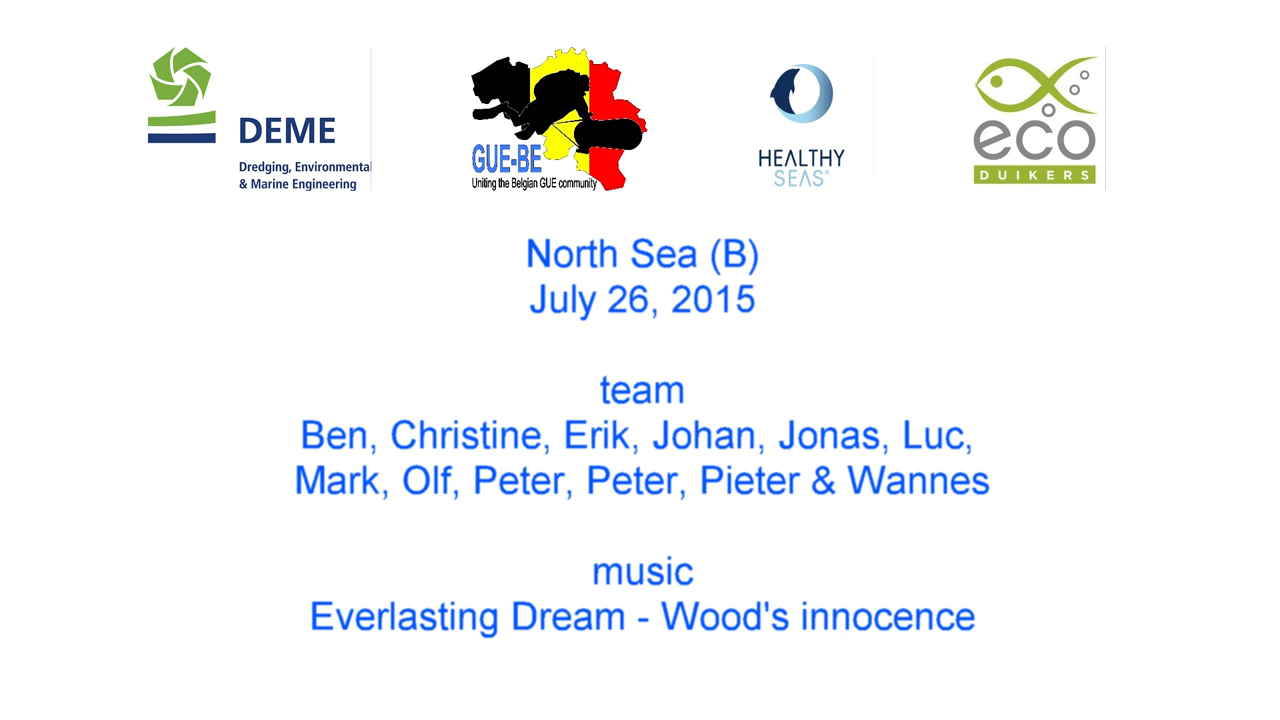 DEME
Dredging, Environmental
& Marine Engineering
GUE-BE
Uniting the Belgian GUE community
HEALTHY
SEAS®
eco
DUIKERS
North Sea (B)
July 26, 2015
team
Ben, Christine, Erik, Johan, Jonas, Luc,
Mark, Olf, Peter, Peter, Pieter & Wannes
music
Everlasting Dream - Wood's innocence